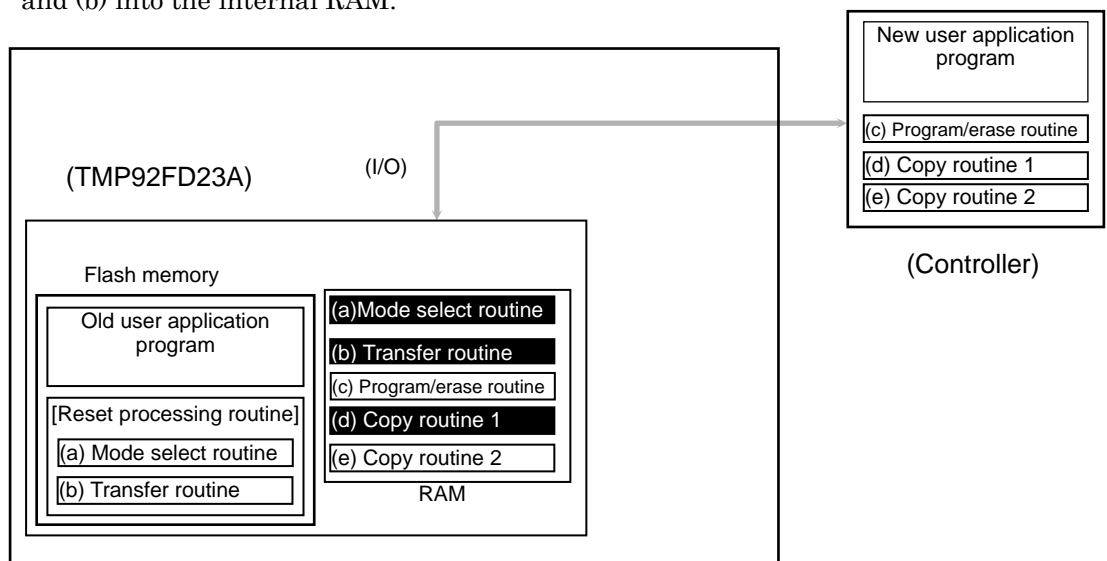 and (b) into the internal RAM.
New user application
program
(c) Program/erase routine
(d) Copy routine 1
(e) Copy routine 2
(Controller)
(I/O)
(TMP92FD23A)
Flash memory
Old user application
program
[Reset processing routine]
(a) Mode select routine
(b) Transfer routine
(a)Mode select routine
(b) Transfer routine
(c) Program/erase routine
(d) Copy routine 1
(e) Copy routine 2
RAM